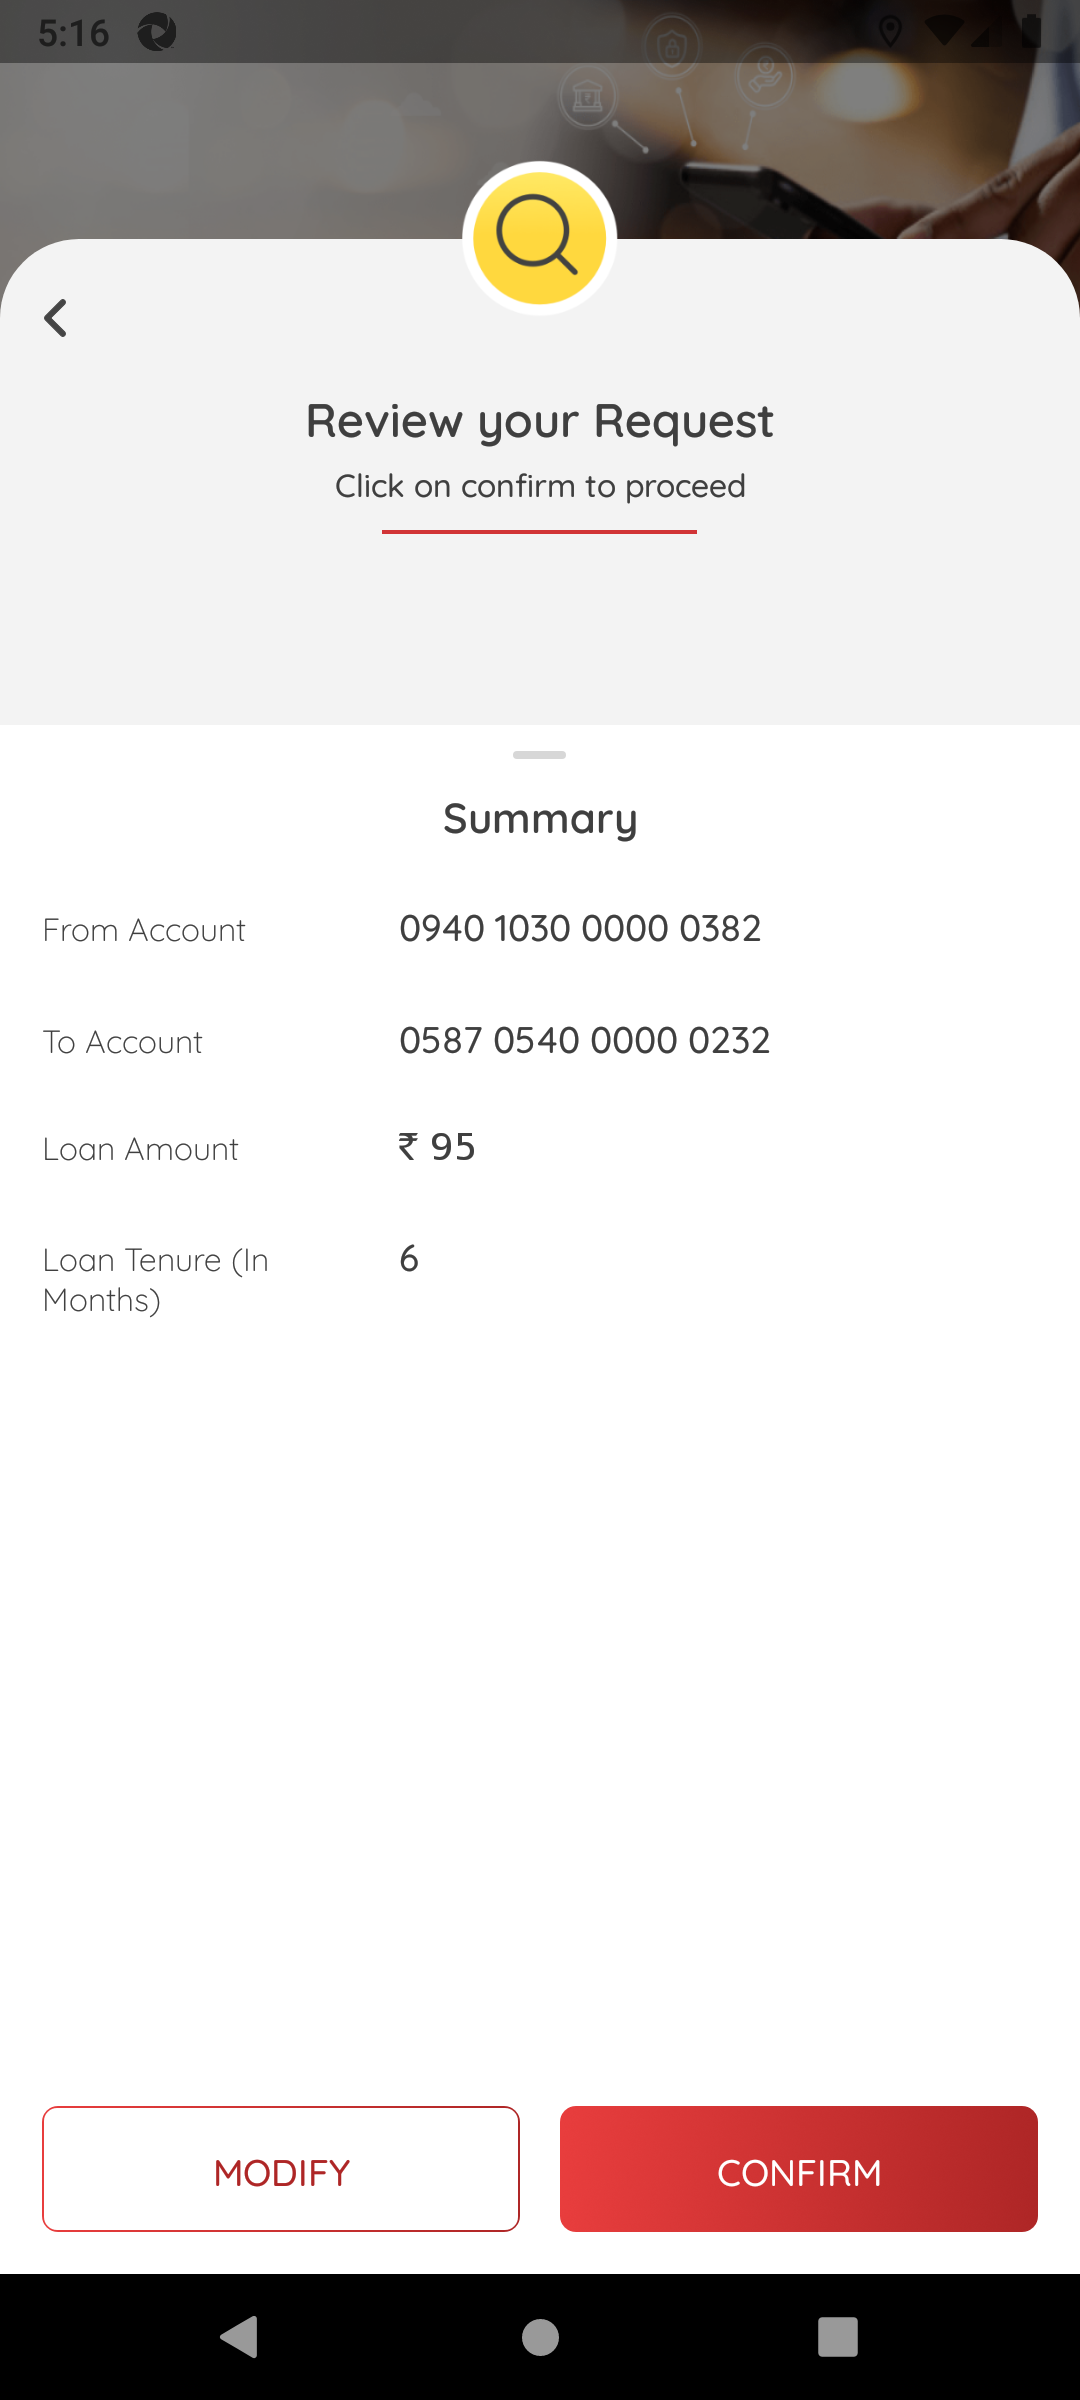 5:16
Review your Request
Click on confirm to proceed
Summary
From Account 0940 1030 0000 0382
To Account 0587 0540 0000 0232
Loan Amount ₹ 95
Loan Tenure (In 6
Months)
MODIFY CONFIRM